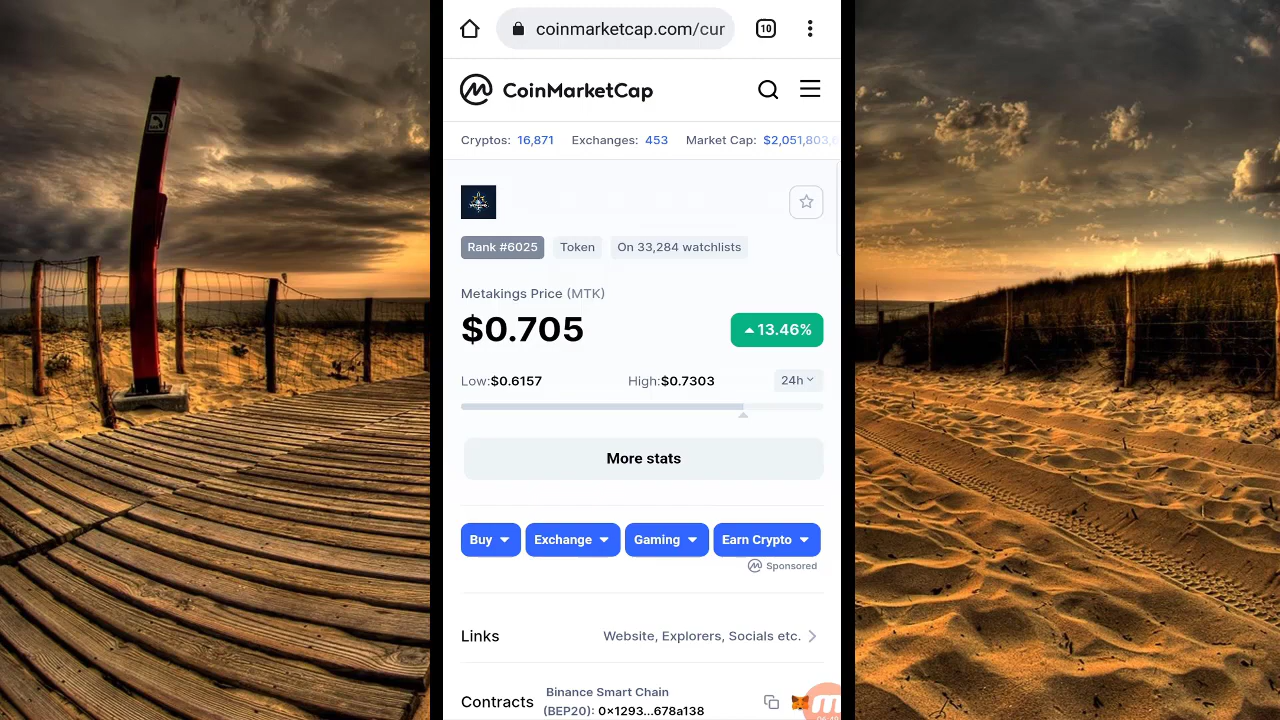 coinmarketcap.com/cur
10
CoinMarketCap
Cryptos: 16,871 Exchanges: 453 Market Cap: $2,051,803,
Rank #6025 Token On 33,284 watchlists
Metakings Price (MTK)
$0.705
13.46%
Low:$0.6157 High:$0.7303 24h
More stats
Buy Exchange Gaming Earn Crypto
Sponsored
Links Website, Explorers, Socials etc.
Contracts Binance Smart Chain
(BEP20): 0x1293...678a138